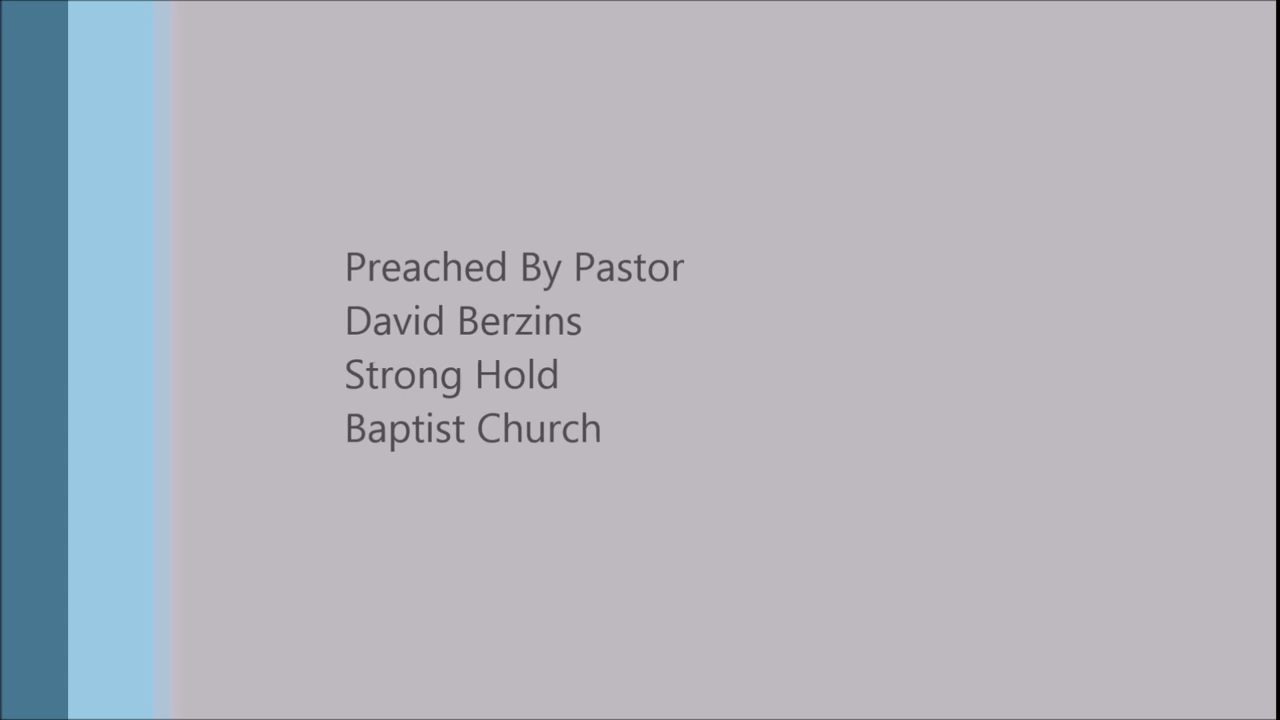 Preached By Pastor
David Berzins
Strong Hold
Baptist Church